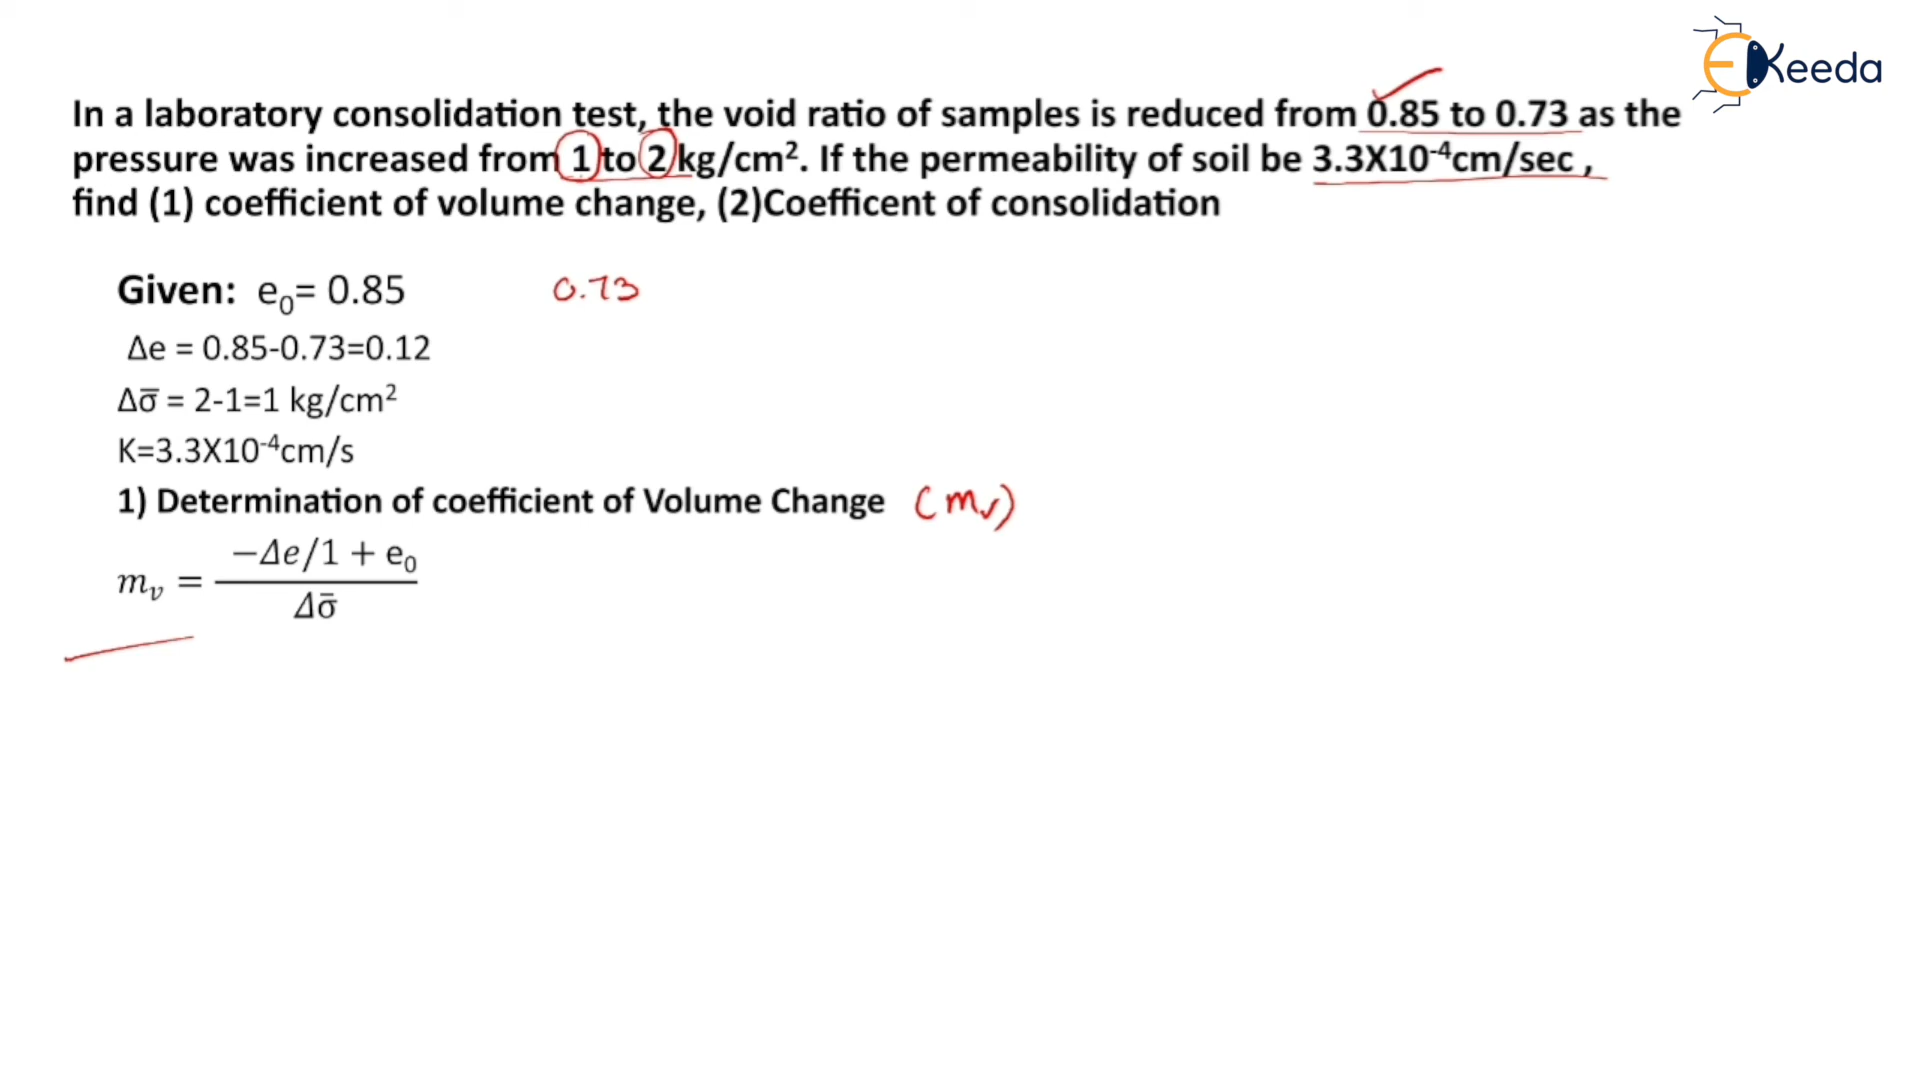 EKeeda
In a laboratory consolidation test, the void ratio of samples is reduced from 0.85 to 0.73 as the
pressure was increased from 1 to 2 kg/cm². If the permeability of soil be 3.3X10⁻⁴cm/sec ,
find (1) coefficient of volume change, (2)Coefficent of consolidation
Given: e₀= 0.85 0.73
Δe = 0.85-0.73=0.12
Δσ̅ = 2-1=1 kg/cm²
K=3.3X10⁻⁴cm/s
1) Determination of coefficient of Volume Change (mᵥ)
mᵥ = −Δe/1 + e₀
Δσ̅